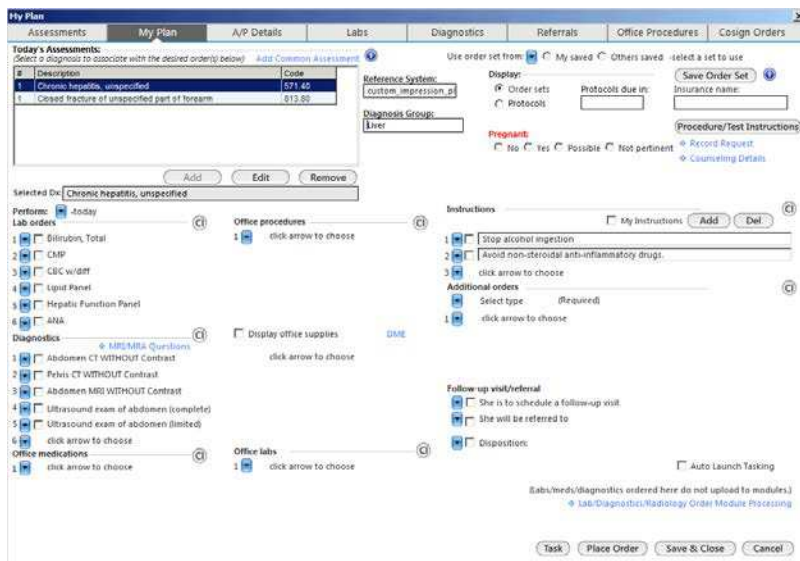 My Plan
Assessments My Plan A/P Details Labs Diagnostics Referrals Office Procedures Cosign Orders
Today's Assessments:
(Select a diagnosis to associate with the desired order(s) below) Add Common Assessment
Use order set from: My saved Others saved -select a set to use
# Description Code
1 Chronic hepatitis, unspecified 571.40
1 Closed fracture of unspecified part of forearm 813.80
Reference System:
custom_impression_pl
Diagnosis Group:
Liver
Display:
Order sets
Protocols
Protocols due in:
Save Order Set
Insurance name:
Pregnant:
No Yes Possible Not pertinent
Procedure/Test Instructions
Record Request
Counseling Details
Add Edit Remove
Selected Dx: Chronic hepatitis, unspecified
Perform: -today
Lab orders CI
1 Bilirubin, Total
2 CMP
3 CBC w/diff
4 Lipid Panel
5 Hepatic Function Panel
6 ANA
Diagnostics CI
MRI/MRA Questions
1 Abdomen CT WITHOUT Contrast
2 Pelvis CT WITHOUT Contrast
3 Abdomen MRI WITHOUT Contrast
4 Ultrasound exam of abdomen (complete)
5 Ultrasound exam of abdomen (limited)
6 click arrow to choose
Office medications CI
1 click arrow to choose
Office procedures CI
1 click arrow to choose
Display office supplies DME
click arrow to choose
Office labs CI
1 click arrow to choose
Instructions CI
My Instructions Add Del
1 Stop alcohol ingestion
2 Avoid non-steroidal anti-inflammatory drugs.
3 click arrow to choose
Additional orders CI
Select type (Required)
1 click arrow to choose
Follow-up visit/referral
She is to schedule a follow-up visit
She will be referred to
Disposition:
Auto Launch Tasking
(Labs/meds/diagnostics ordered here do not upload to modules.)
Lab/Diagnostics/Radiology Order Module Processing
Task Place Order Save & Close Cancel